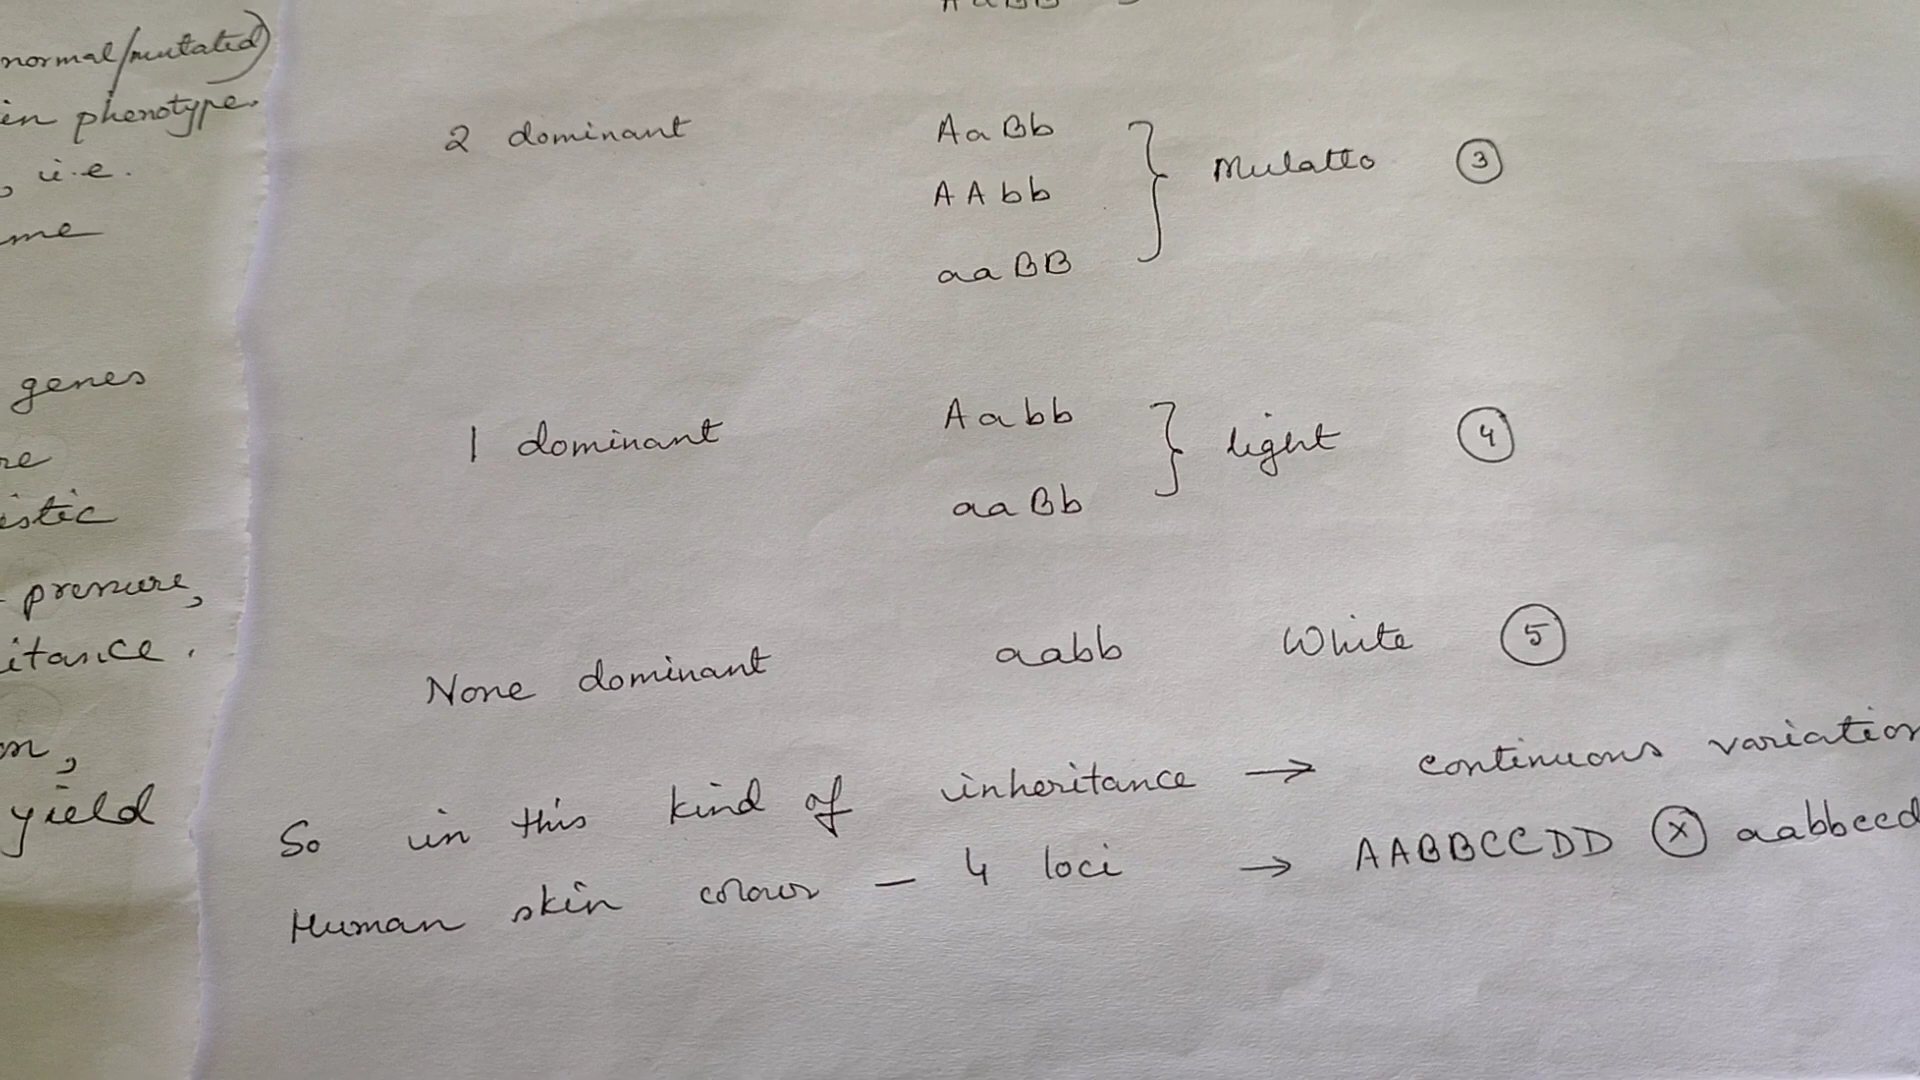 normal/mutated)
in phenotype.
, i.e.
me
genes
re
istic
pressure,
itance.
on,
yield
AaBB
2 dominant AaBb
AAbb } Mulatto 3
aaBB
1 dominant Aabb
} light 4
aaBb
None dominant aabb White 5
So in this kind of inheritance → continuous variation
Human skin colour – 4 loci → AABBCCDD X aabbccd